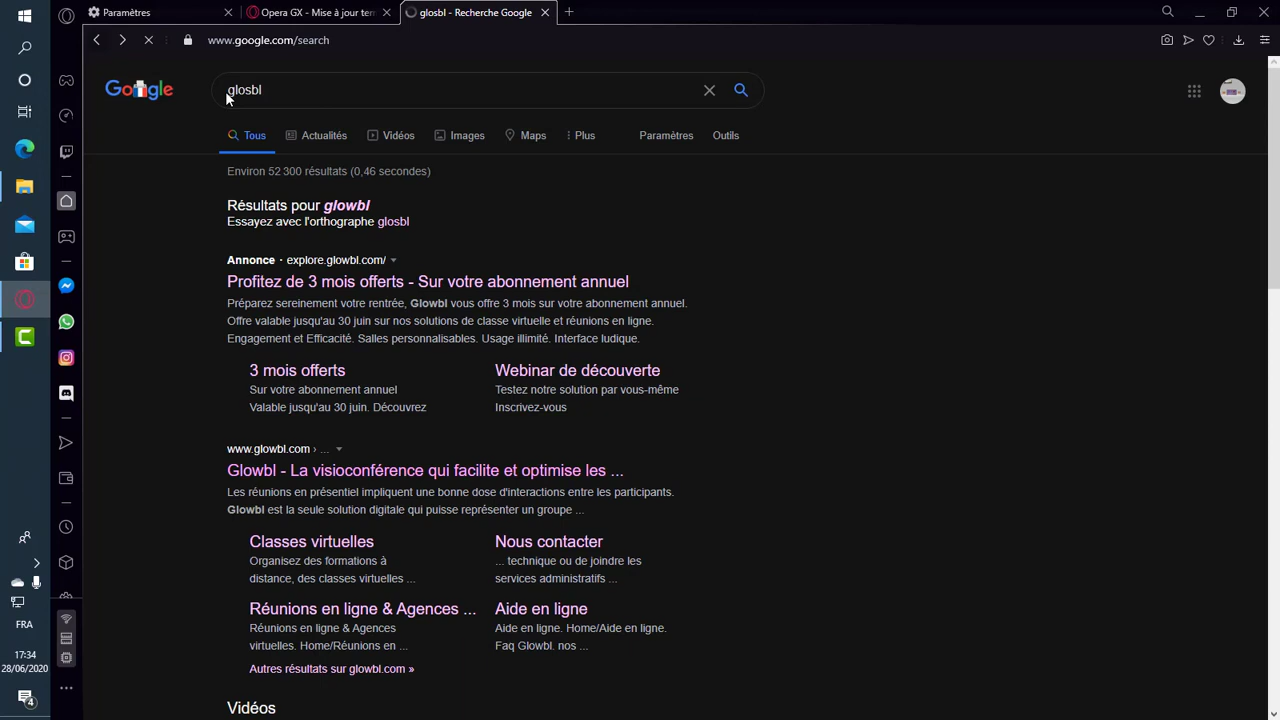 Paramètres
Opera GX - Mise à jour ter
glosbl - Recherche Google
www.google.com/search
Google
glosbl
Tous
Actualités
Vidéos
Images
Maps
Plus
Paramètres
Outils
Environ 52 300 résultats (0,46 secondes)
Résultats pour glowbl
Essayez avec l'orthographe glosbl
Annonce · explore.glowbl.com/
Profitez de 3 mois offerts - Sur votre abonnement annuel
Préparez sereinement votre rentrée, Glowbl vous offre 3 mois sur votre abonnement annuel.
Offre valable jusqu'au 30 juin sur nos solutions de classe virtuelle et réunions en ligne.
Engagement et Efficacité. Salles personnalisables. Usage illimité. Interface ludique.
3 mois offerts
Sur votre abonnement annuel
Valable jusqu'au 30 juin. Découvrez
Webinar de découverte
Testez notre solution par vous-même
Inscrivez-vous
www.glowbl.com › ...
Glowbl - La visioconférence qui facilite et optimise les ...
Les réunions en présentiel impliquent une bonne dose d'interactions entre les participants.
Glowbl est la seule solution digitale qui puisse représenter un groupe ...
Classes virtuelles
Organisez des formations à
distance, des classes virtuelles ...
Nous contacter
... technique ou de joindre les
services administratifs ...
Réunions en ligne & Agences ...
Réunions en ligne & Agences
virtuelles. Home/Réunions en ...
Aide en ligne
Aide en ligne. Home/Aide en ligne.
Faq Glowbl. nos ...
Autres résultats sur glowbl.com »
Vidéos
FRA
17:34
28/06/2020
4